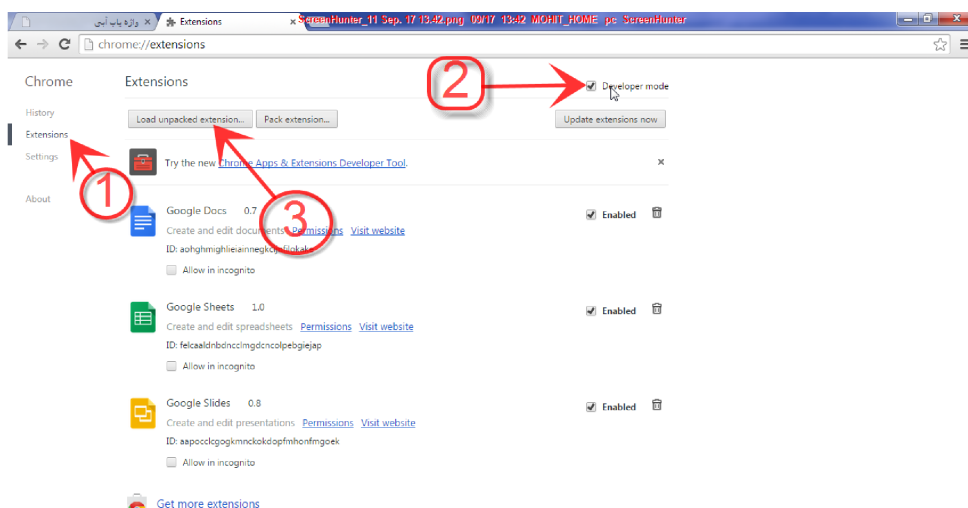 واژه یاب آبی
Extensions
ScreenHunter_11 Sep. 17 13.42.png 09/17 13:42 MOHIT_HOME pc ScreenHunter
chrome://extensions
Chrome
Extensions
2
Developer mode
History
Load unpacked extension...
Pack extension...
Update extensions now
Extensions
Settings
Try the new Chrome Apps & Extensions Developer Tool.
1
About
3
Google Docs 0.7
Enabled
Create and edit documents Permissions Visit website
ID:
Allow in incognito
Google Sheets 1.0
Enabled
Create and edit spreadsheets Permissions Visit website
ID: felcaaldnbdncclmgdcncolpebgiejap
Allow in incognito
Google Slides 0.8
Enabled
Create and edit presentations Permissions Visit website
ID: aapocclcgogkmnckokdopfmhonfmgoek
Allow in incognito
Get more extensions